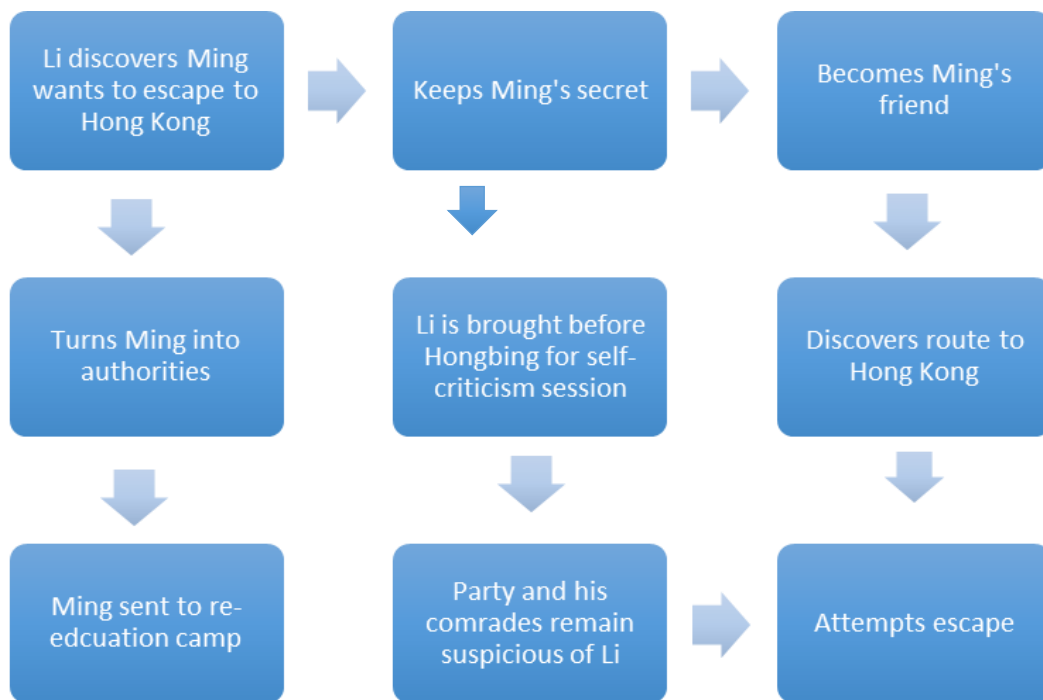 Li discovers Ming
wants to escape to
Hong Kong
Keeps Ming's secret
Becomes Ming's
friend
Turns Ming into
authorities
Li is brought before
Hongbing for self-
criticism session
Discovers route to
Hong Kong
Ming sent to re-
edcuation camp
Party and his
comrades remain
suspicious of Li
Attempts escape